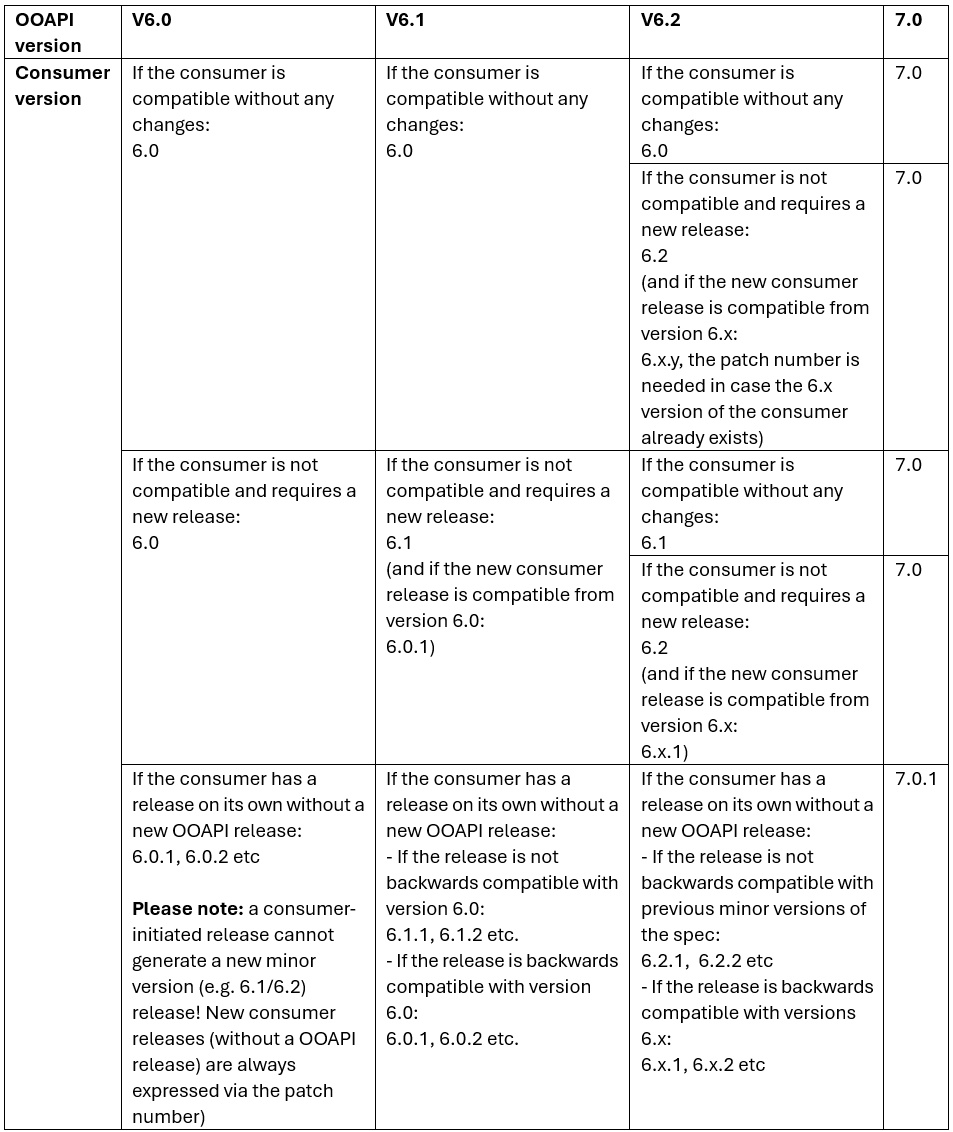 OOAPI
version
V6.0
V6.1
V6.2
7.0
Consumer
version
If the consumer is
compatible without any
changes:
6.0
If the consumer is
compatible without any
changes:
6.0
If the consumer is
compatible without any
changes:
6.0
7.0
If the consumer is not
compatible and requires a
new release:
6.2
(and if the new consumer
release is compatible from
version 6.x:
6.x.y, the patch number is
needed in case the 6.x
version of the consumer
already exists)
7.0
If the consumer is not
compatible and requires a
new release:
6.0
If the consumer is not
compatible and requires a
new release:
6.1
(and if the new consumer
release is compatible from
version 6.0:
6.0.1)
If the consumer is
compatible without any
changes:
6.1
7.0
If the consumer is not
compatible and requires a
new release:
6.2
(and if the new consumer
release is compatible from
version 6.x:
6.x.1)
7.0
If the consumer has a
release on its own without a
new OOAPI release:
6.0.1, 6.0.2 etc
Please note: a consumer-
initiated release cannot
generate a new minor
version (e.g. 6.1/6.2)
release! New consumer
releases (without a OOAPI
release) are always
expressed via the patch
number)
If the consumer has a
release on its own without a
new OOAPI release:
- If the release is not
backwards compatible with
version 6.0:
6.1.1, 6.1.2 etc.
- If the release is backwards
compatible with version
6.0:
6.0.1, 6.0.2 etc.
If the consumer has a
release on its own without a
new OOAPI release:
- If the release is not
backwards compatible with
previous minor versions of
the spec:
6.2.1,  6.2.2 etc
- If the release is backwards
compatible with versions
6.x:
6.x.1, 6.x.2 etc
7.0.1